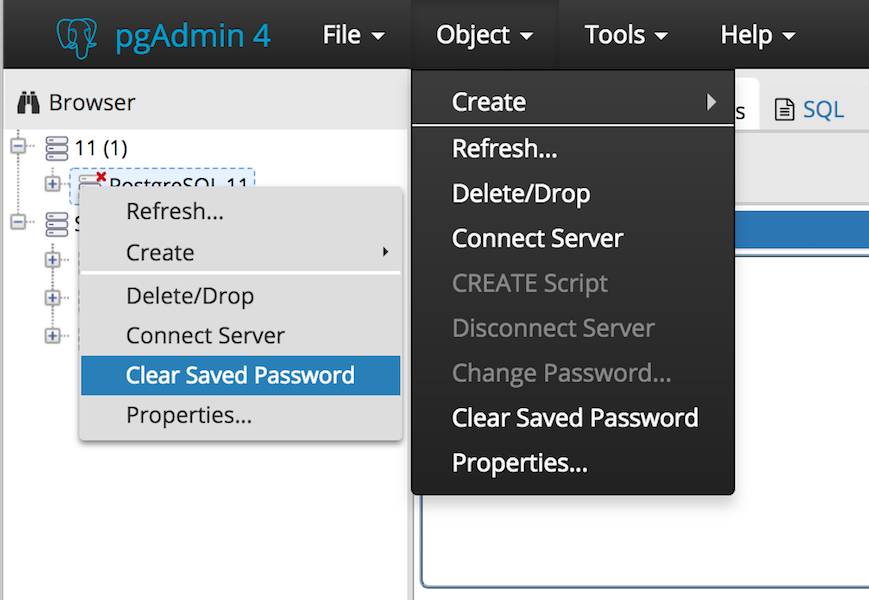 pgAdmin 4 File Object Tools Help
Browser
11 (1)
PostgreSQL 11
Refresh...
Create
Delete/Drop
Connect Server
Clear Saved Password
Properties...
Create
Refresh...
Delete/Drop
Connect Server
CREATE Script
Disconnect Server
Change Password...
Clear Saved Password
Properties...
s SQL